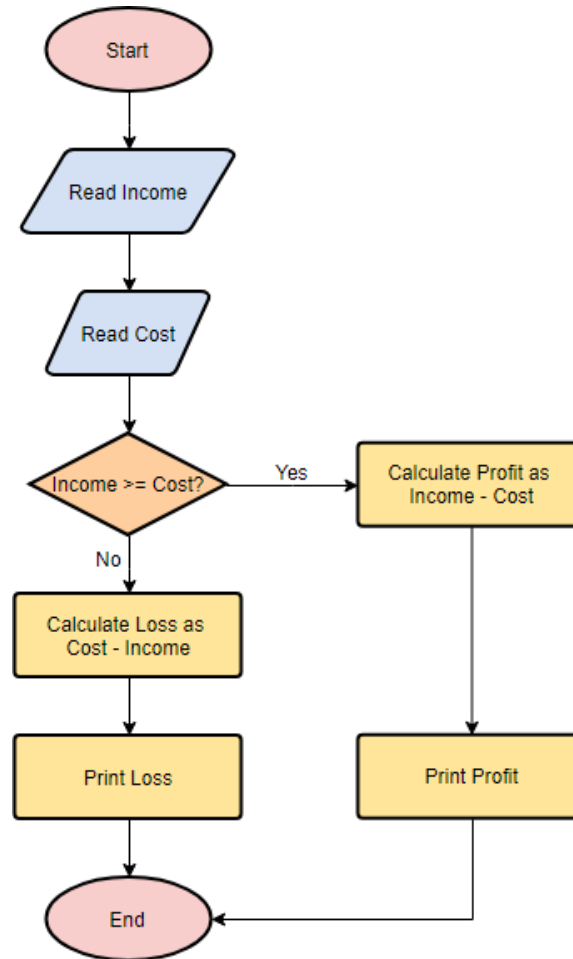 Start
Read Income
Read Cost
Income >= Cost?
Yes
Calculate Profit as
Income - Cost
No
Calculate Loss as
Cost - Income
Print Loss
Print Profit
End